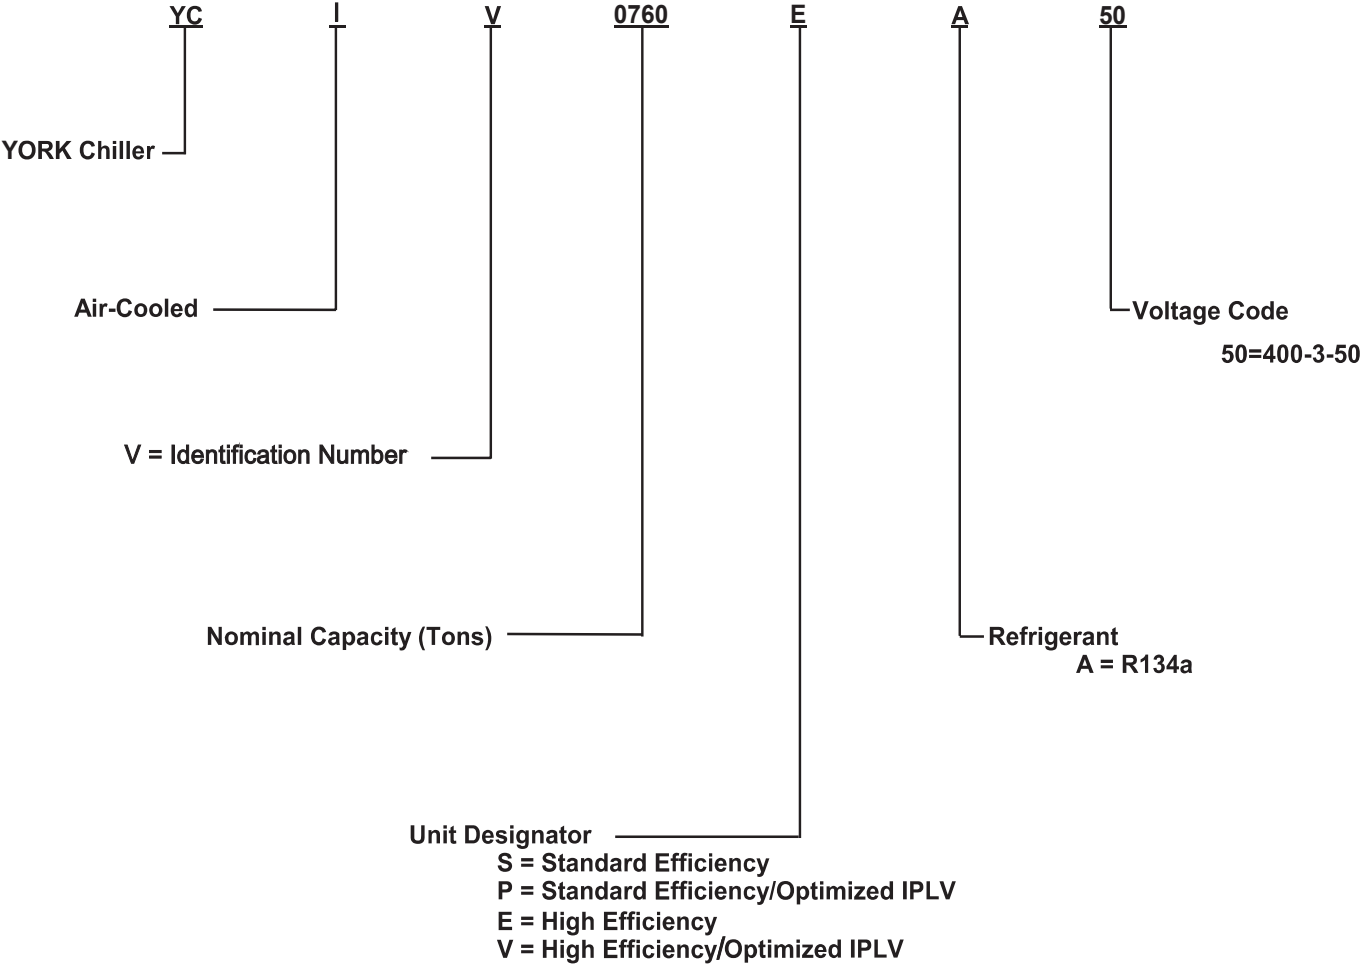 YC I V 0760 E A 50
YORK Chiller
Air-Cooled
Voltage Code
50=400-3-50
V = Identification Number
Nominal Capacity (Tons)
Refrigerant
A = R134a
Unit Designator
S = Standard Efficiency
P = Standard Efficiency/Optimized IPLV
E = High Efficiency
V = High Efficiency/Optimized IPLV